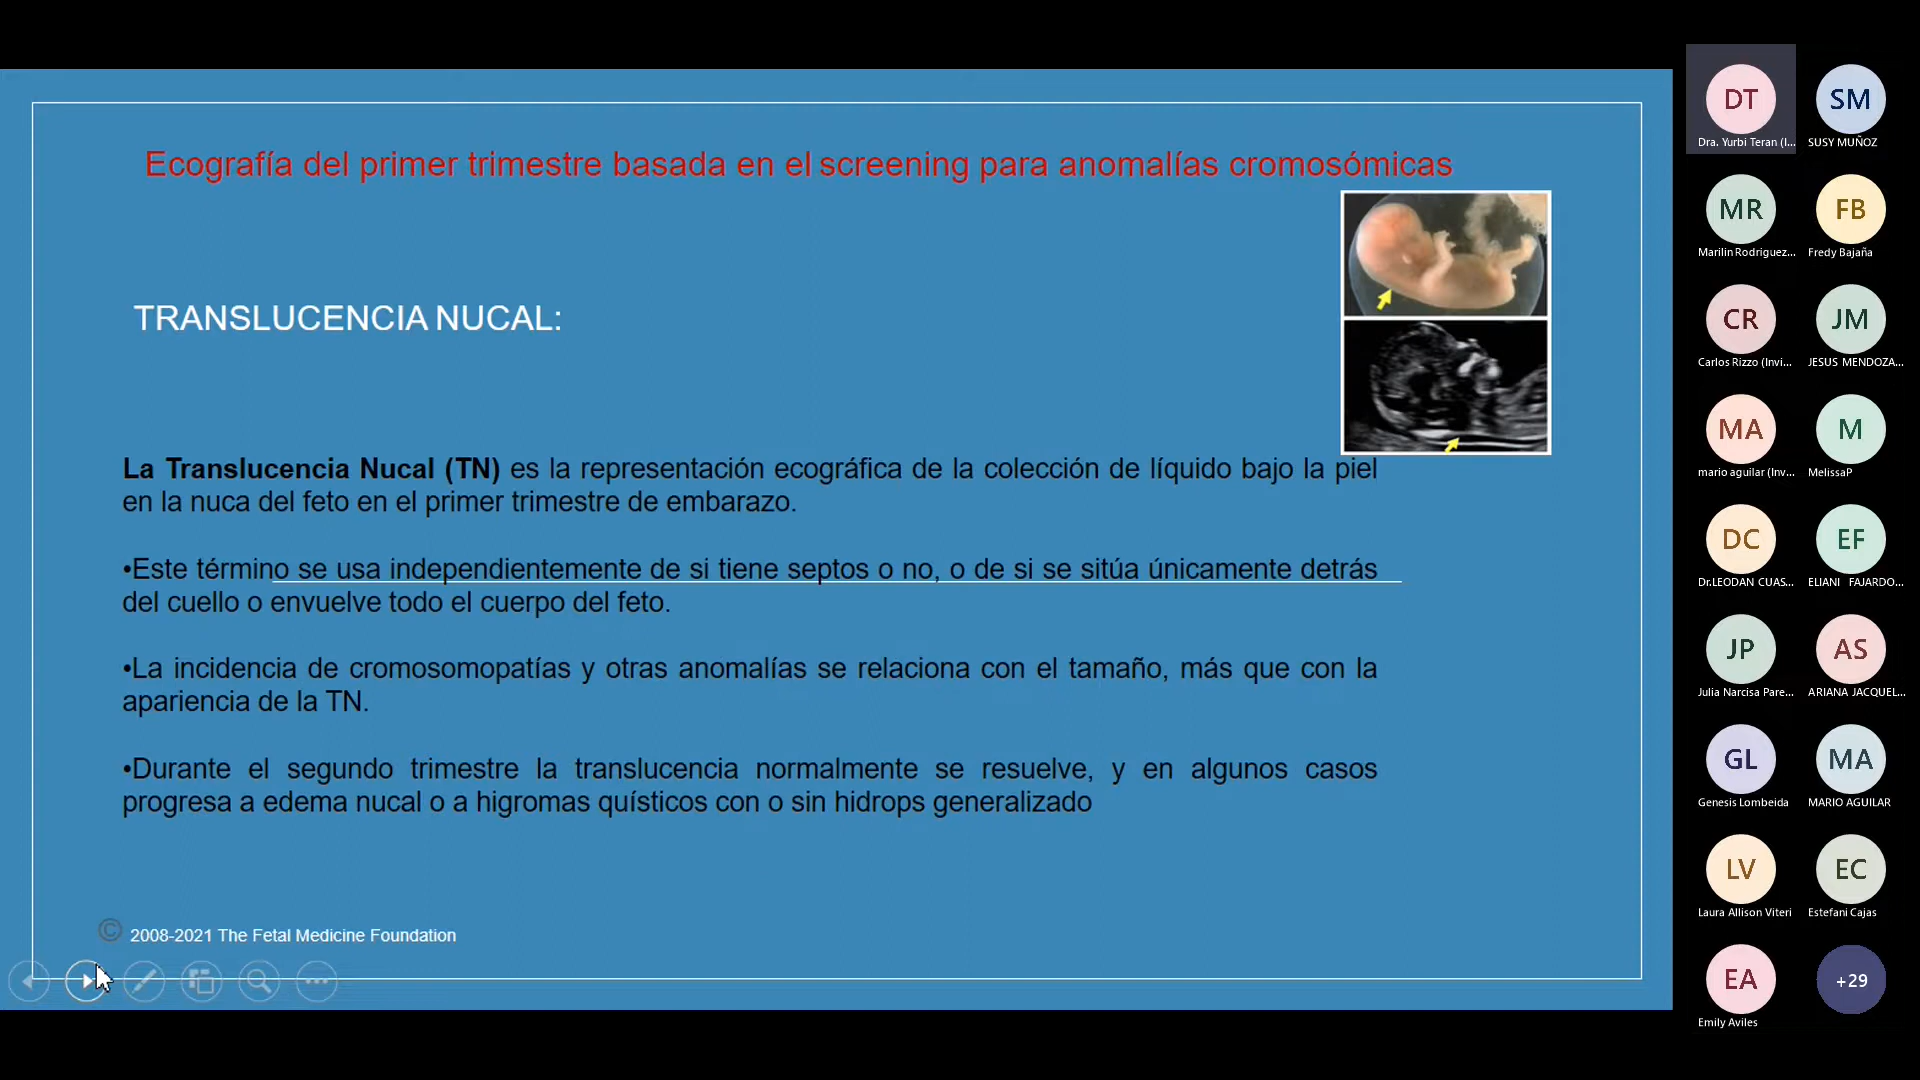 Ecografía del primer trimestre basada en el screening para anomalías cromosómicas
TRANSLUCENCIA NUCAL:
La Translucencia Nucal (TN) es la representación ecográfica de la colección de líquido bajo la piel
en la nuca del feto en el primer trimestre de embarazo.
•Este término se usa independientemente de si tiene septos o no, o de si se sitúa únicamente detrás
del cuello o envuelve todo el cuerpo del feto.
•La incidencia de cromosomopatías y otras anomalías se relaciona con el tamaño, más que con la
apariencia de la TN.
•Durante el segundo trimestre la translucencia normalmente se resuelve, y en algunos casos
progresa a edema nucal o a higromas quísticos con o sin hidrops generalizado
© 2008-2021 The Fetal Medicine Foundation
DT SM
Dra. Yurbi Teran (I... SUSY MUÑOZ
MR FB
Marilin Rodriguez... Fredy Bajaña
CR JM
Carlos Rizzo (Invi... JESUS MENDOZA...
MA M
mario aguilar (Inv... MelissaP
DC EF
Dr.LEODAN CUAS... ELIANI FAJARDO...
JP AS
Julia Narcisa Pare... ARIANA JACQUEL...
GL MA
Genesis Lombeida MARIO AGUILAR
LV EC
Laura Allison Viteri Estefani Cajas
EA +29
Emily Aviles